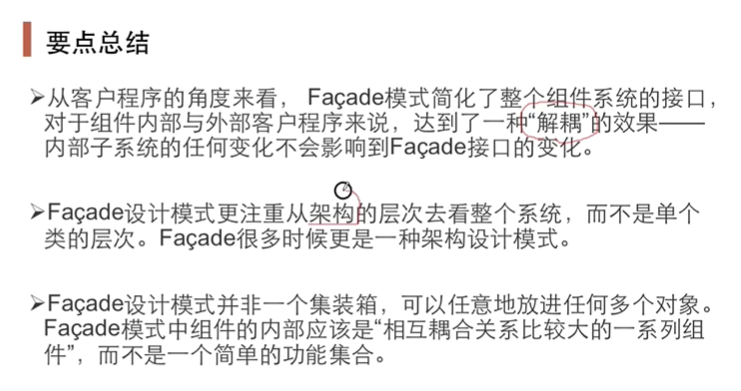 要点总结
➢从客户程序的角度来看， Façade模式简化了整个组件系统的接口，
对于组件内部与外部客户程序来说，达到了一种“解耦”的效果——
内部子系统的任何变化不会影响到Façade接口的变化。
➢Façade设计模式更注重从架构的层次去看整个系统，而不是单个
类的层次。Façade很多时候更是一种架构设计模式。
➢Façade设计模式并非一个集装箱，可以任意地放进任何多个对象。
Façade模式中组件的内部应该是“相互耦合关系比较大的一系列组
件”，而不是一个简单的功能集合。